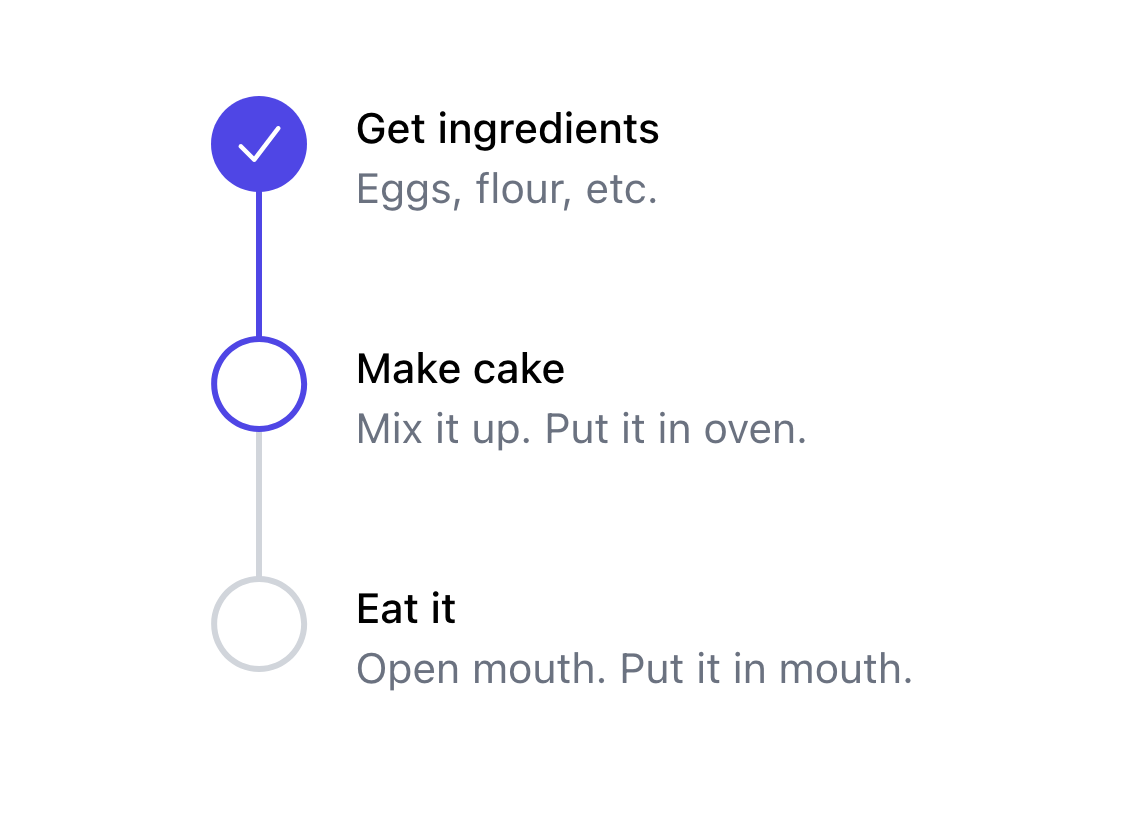 Get ingredients
Eggs, flour, etc.
Make cake
Mix it up. Put it in oven.
Eat it
Open mouth. Put it in mouth.